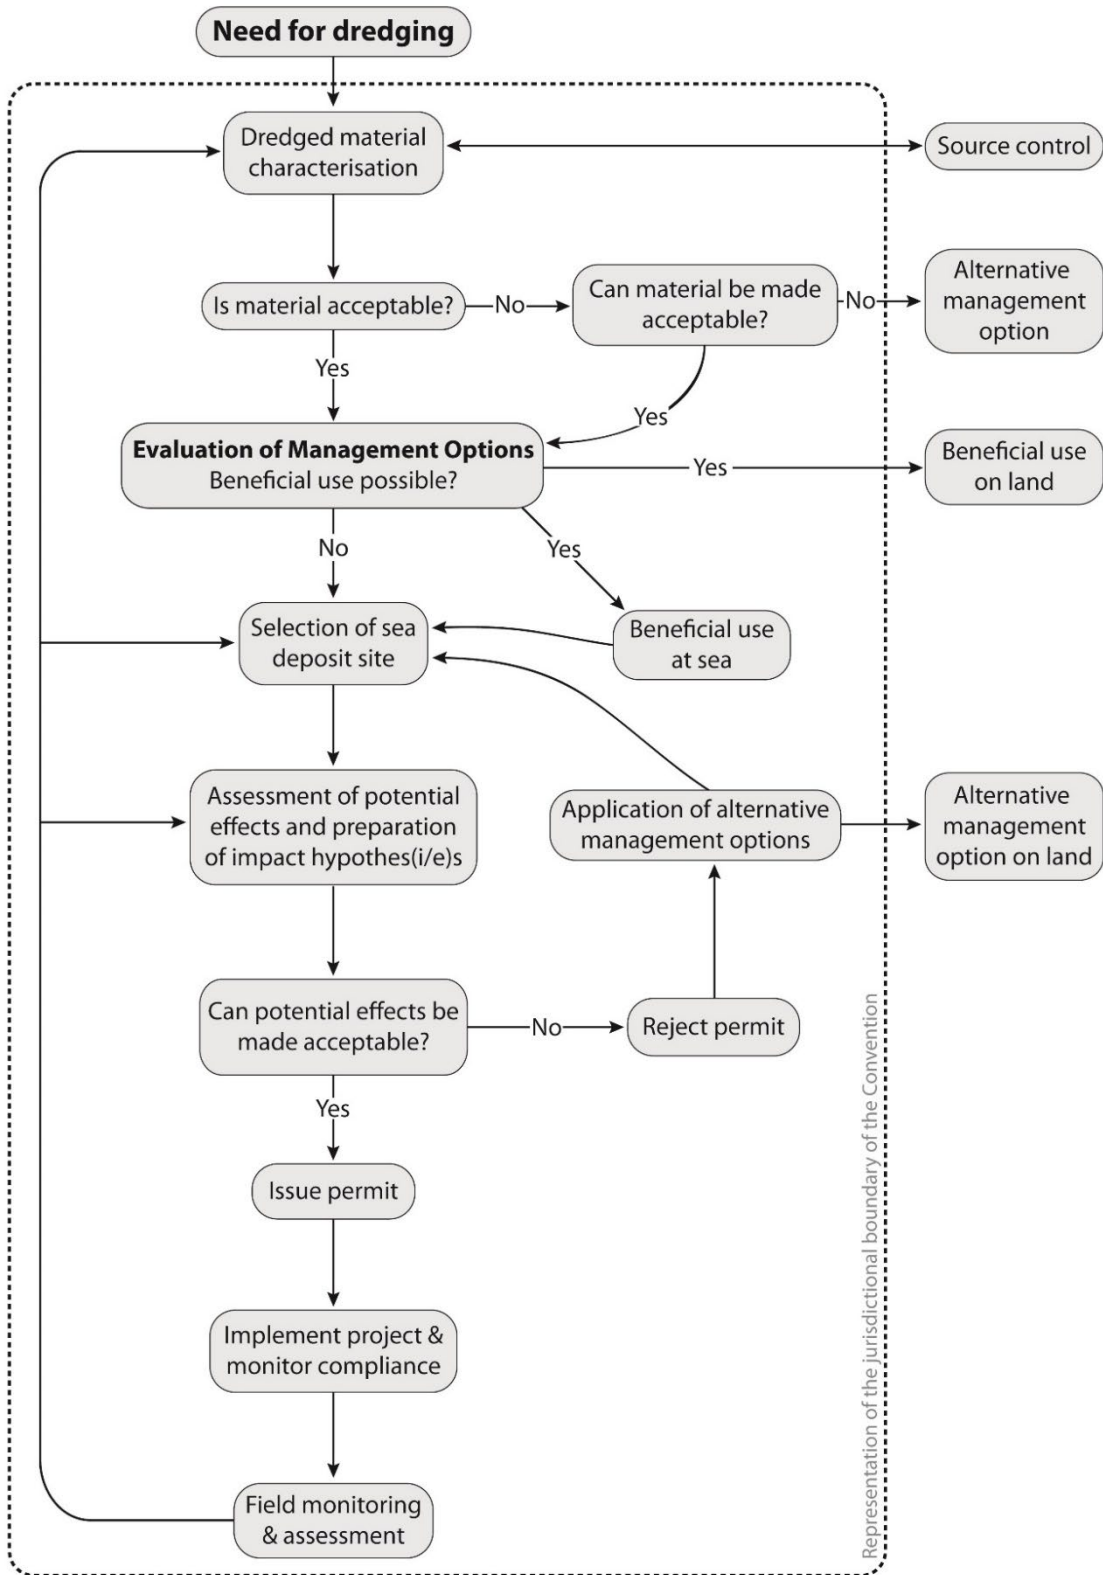 Need for dredging
Dredged material
characterisation
Source control
Is material acceptable?
No
Can material be made
acceptable?
No
Alternative
management
option
Yes
Yes
Evaluation of Management Options
Beneficial use possible?
Yes
Beneficial use
on land
No
Yes
Selection of sea
deposit site
Beneficial use
at sea
Assessment of potential
effects and preparation
of impact hypothes(i/e)s
Application of alternative
management options
Alternative
management
option on land
Can potential effects be
made acceptable?
No
Reject permit
Yes
Issue permit
Implement project &
monitor compliance
Field monitoring
& assessment
Representation of the jurisdictional boundary of the Convention